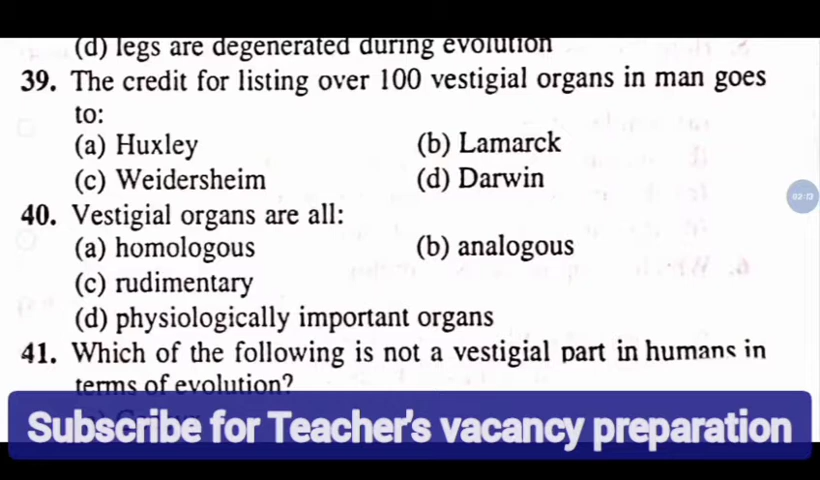 (d) legs are degenerated during evolution
39. The credit for listing over 100 vestigial organs in man goes
to:
(a) Huxley (b) Lamarck
(c) Weidersheim (d) Darwin
02:12
40. Vestigial organs are all:
(a) homologous (b) analogous
(c) rudimentary
(d) physiologically important organs
41. Which of the following is not a vestigial part in humans in
terms of evolution?
Subscribe for Teacher's vacancy preparation